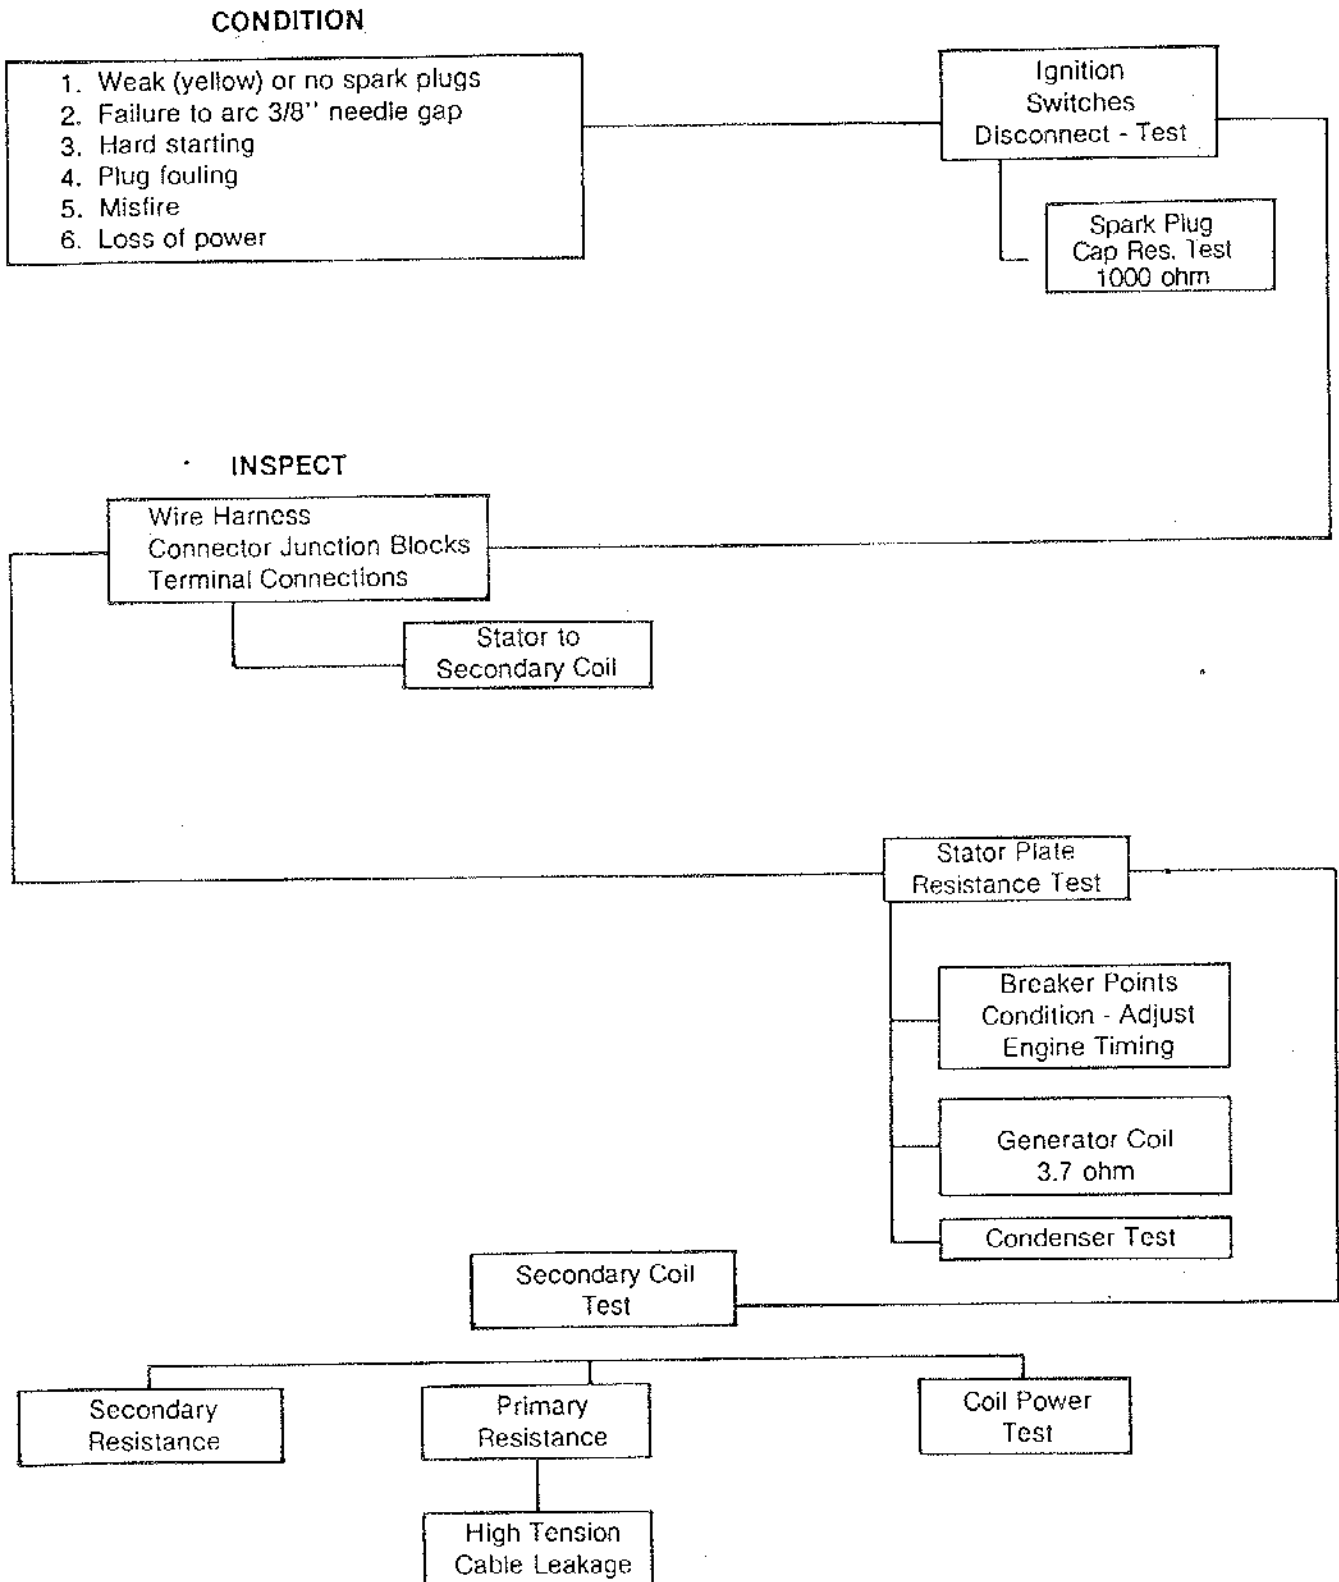 CONDITION
1. Weak (yellow) or no spark plugs
2. Failure to arc 3/8'' needle gap
3. Hard starting
4. Plug fouling
5. Misfire
6. Loss of power
Ignition
Switches
Disconnect - Test
Spark Plug
Cap Res. Test
1000 ohm
INSPECT
Wire Harness
Connector Junction Blocks
Terminal Connections
Stator to
Secondary Coil
Stator Plate
Resistance Test
Breaker Points
Condition - Adjust
Engine Timing
Generator Coil
3.7 ohm
Condenser Test
Secondary Coil
Test
Secondary
Resistance
Primary
Resistance
Coil Power
Test
High Tension
Cable Leakage